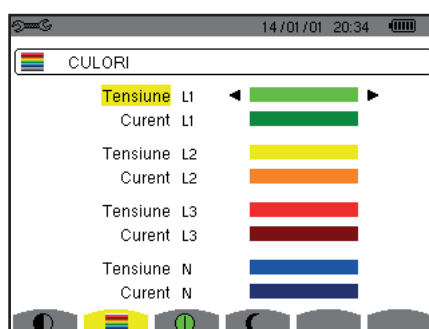 14/01/01 20:34
CULORI
Tensiune L1
Curent L1
Tensiune L2
Curent L2
Tensiune L3
Curent L3
Tensiune N
Curent N